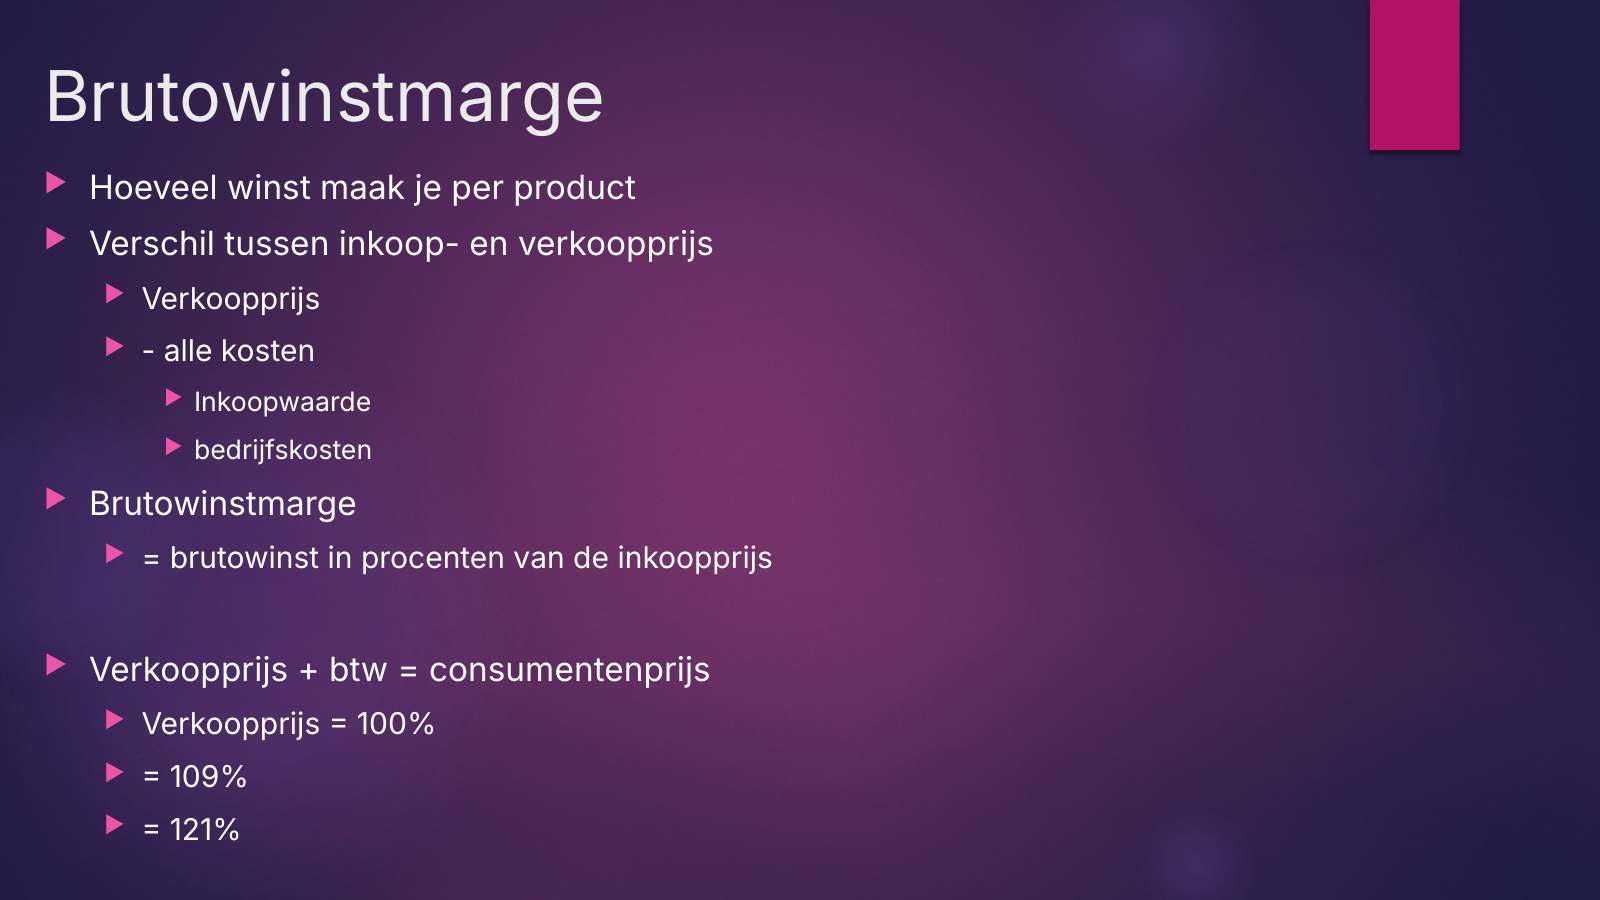 Brutowinstmarge
Hoeveel winst maak je per product
Verschil tussen inkoop- en verkoopprijs
Verkoopprijs
- alle kosten
Inkoopwaarde
bedrijfskosten
Brutowinstmarge
= brutowinst in procenten van de inkoopprijs
Verkoopprijs + btw = consumentenprijs
Verkoopprijs = 100%
= 109%
= 121%